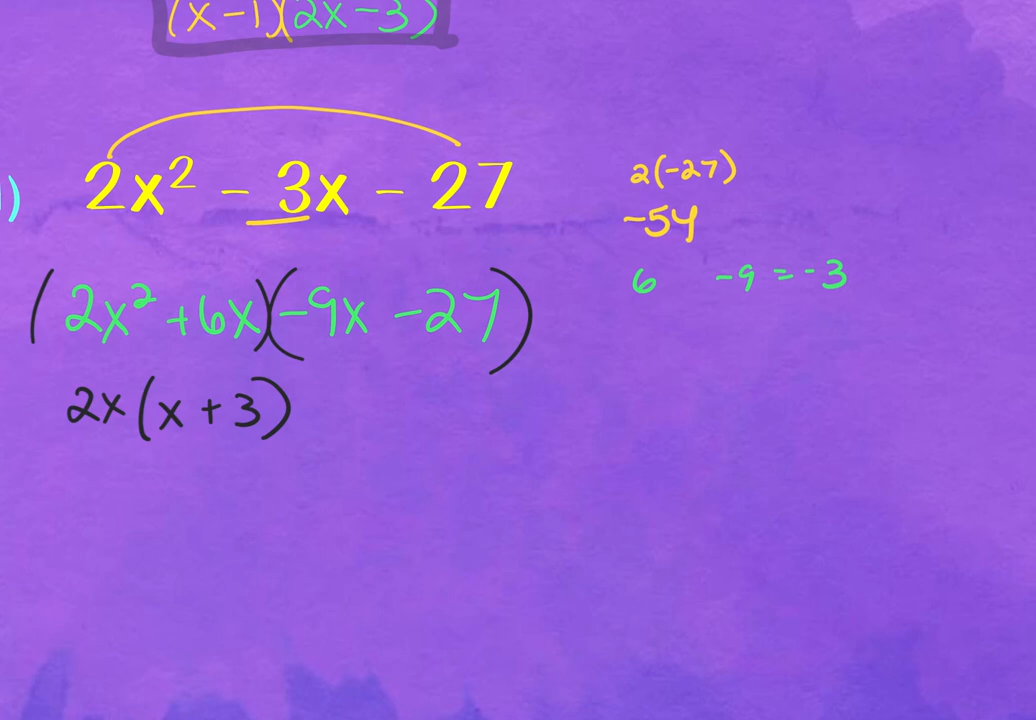 (x-1)(2x-3)
) 2x² - 3x - 27
2(-27)
-54
6 -9 = -3
(2x² +6x)(-9x -27)
2x(x+3)